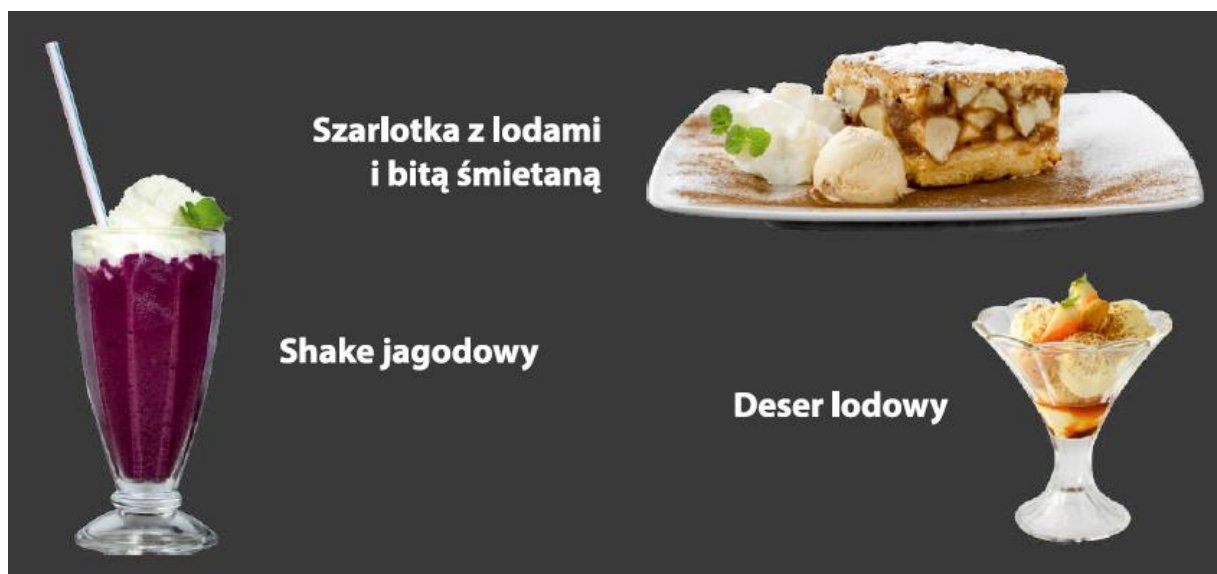 Szarlotka z lodami
i bitą śmietaną
Shake jagodowy
Deser lodowy